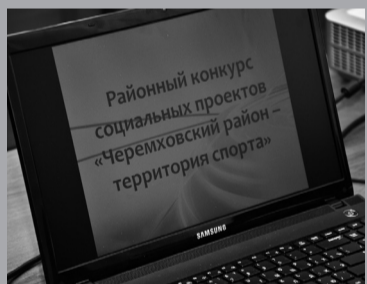 Районный конкурс
социальных проектов
«Черемховский район –
территория спорта»
SAMSUNG